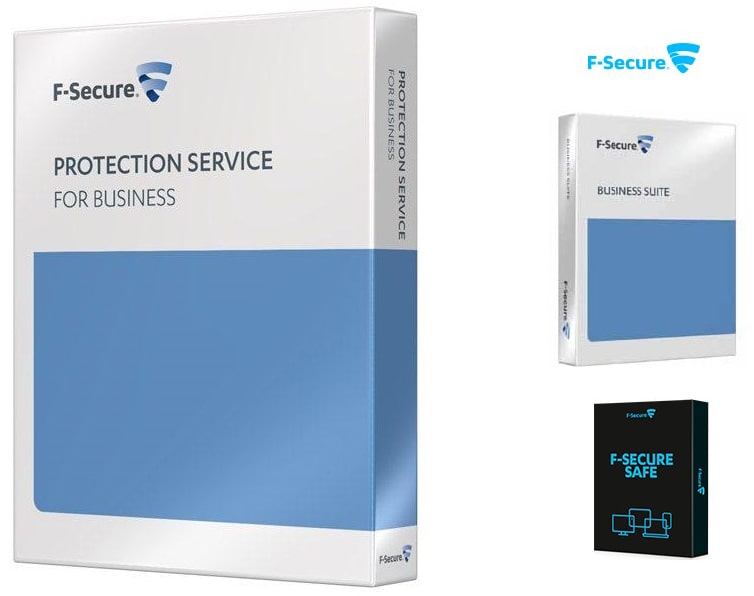 F-Secure.
PROTECTION SERVICE
FOR BUSINESS
PROTECTION SERVICE
FOR BUSINESS
F-Secure.
F-Secure.
F-Secure.
BUSINESS SUITE
BUSINESS SUITE
F-Secure.
F-Secure.
F-SECURE
SAFE
F-Secure.